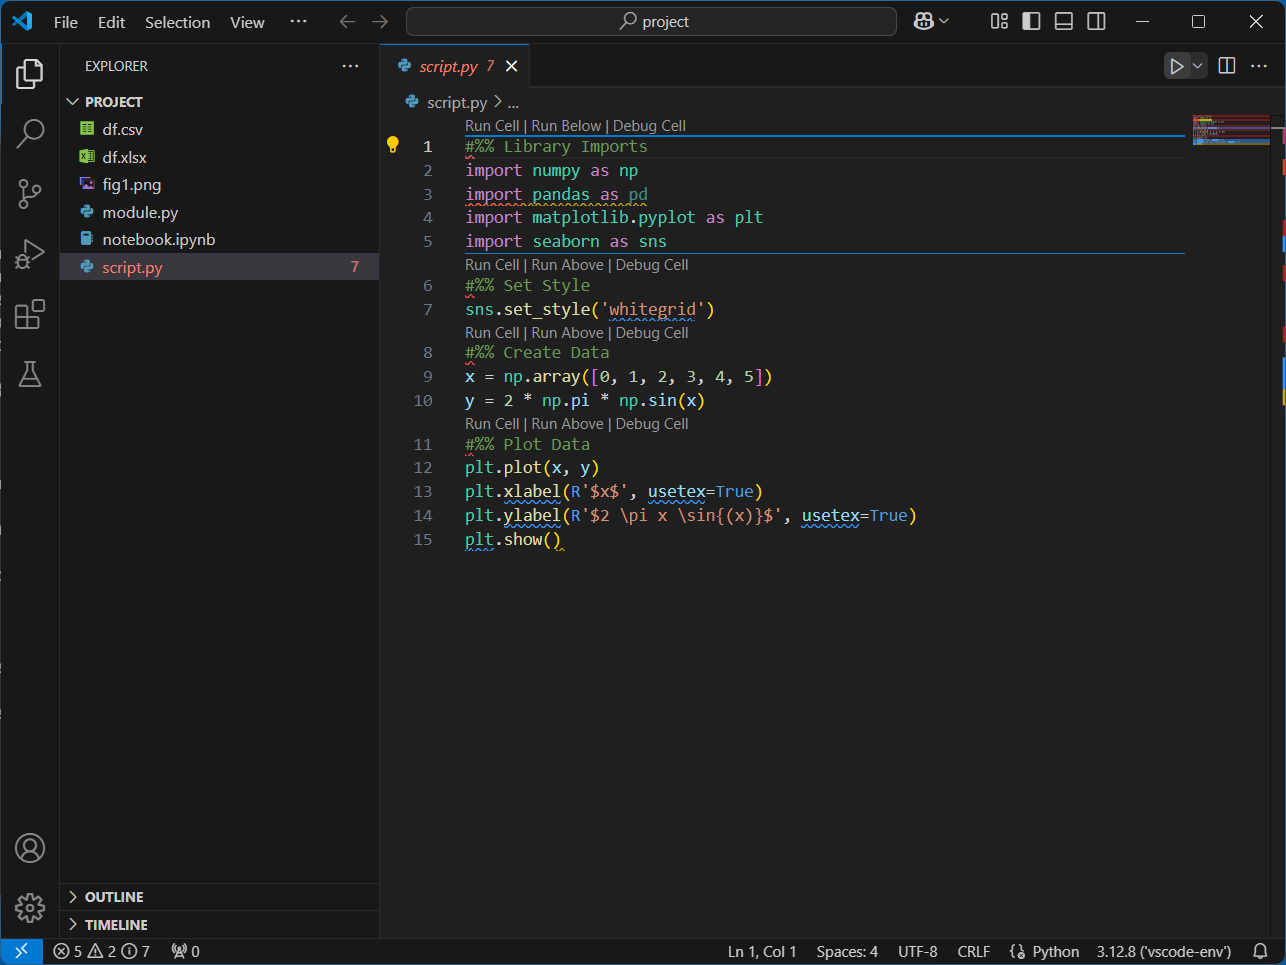 File Edit Selection View ··· project
EXPLORER ···
PROJECT
df.csv
df.xlsx
fig1.png
module.py
notebook.ipynb
script.py 7
OUTLINE
TIMELINE
script.py 7
script.py > ...
Run Cell | Run Below | Debug Cell
1 #%% Library Imports
2 import numpy as np
3 import pandas as pd
4 import matplotlib.pyplot as plt
5 import seaborn as sns
Run Cell | Run Above | Debug Cell
6 #%% Set Style
7 sns.set_style('whitegrid')
Run Cell | Run Above | Debug Cell
8 #%% Create Data
9 x = np.array([0, 1, 2, 3, 4, 5])
10 y = 2 * np.pi * np.sin(x)
Run Cell | Run Above | Debug Cell
11 #%% Plot Data
12 plt.plot(x, y)
13 plt.xlabel(R'$x$', usetex=True)
14 plt.ylabel(R'$2 \pi x \sin{(x)}$', usetex=True)
15 plt.show()
5 2 7 0 Ln 1, Col 1 Spaces: 4 UTF-8 CRLF Python 3.12.8 ('vscode-env')